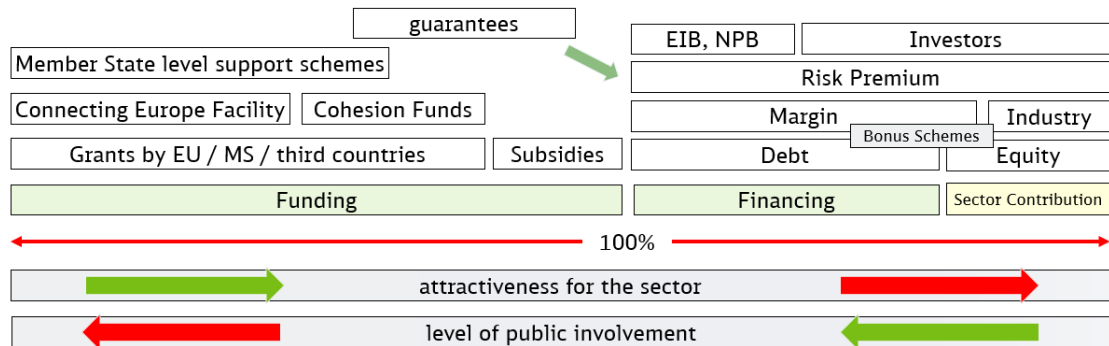 guarantees
EIB, NPB
Investors
Member State level support schemes
Risk Premium
Connecting Europe Facility
Cohesion Funds
Margin
Industry
Bonus Schemes
Grants by EU / MS / third countries
Subsidies
Debt
Equity
Funding
Financing
Sector Contribution
100%
attractiveness for the sector
level of public involvement